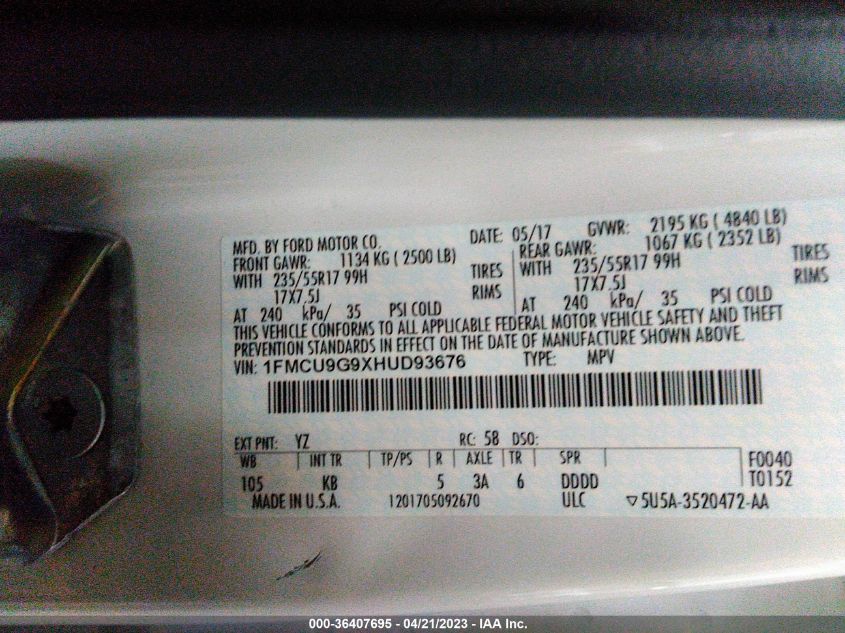 MFD. BY FORD MOTOR CO. DATE: 05/17 GVWR: 2195 KG ( 4840 LB)
FRONT GAWR: 1134 KG ( 2500 LB) REAR GAWR: 1067 KG ( 2352 LB)
WITH 235/55R17 99H TIRES WITH 235/55R17 99H TIRES
17X7.5J RIMS 17X7.5J RIMS
AT 240 kPa/ 35 PSI COLD AT 240 kPa/ 35 PSI COLD
THIS VEHICLE CONFORMS TO ALL APPLICABLE FEDERAL MOTOR VEHICLE SAFETY AND THEFT
PREVENTION STANDARDS IN EFFECT ON THE DATE OF MANUFACTURE SHOWN ABOVE.
VIN: 1FMCU9G9XHUD93676 TYPE: MPV
EXT PNT: YZ RC: 58 DSO:
WB INT TR TP/PS R AXLE TR SPR F0040
105 KB 5 3A 6 DDDD T0152
MADE IN U.S.A. 1201705092670 ULC ▽5U5A-3520472-AA
000-36407695 - 04/21/2023 - IAA Inc.